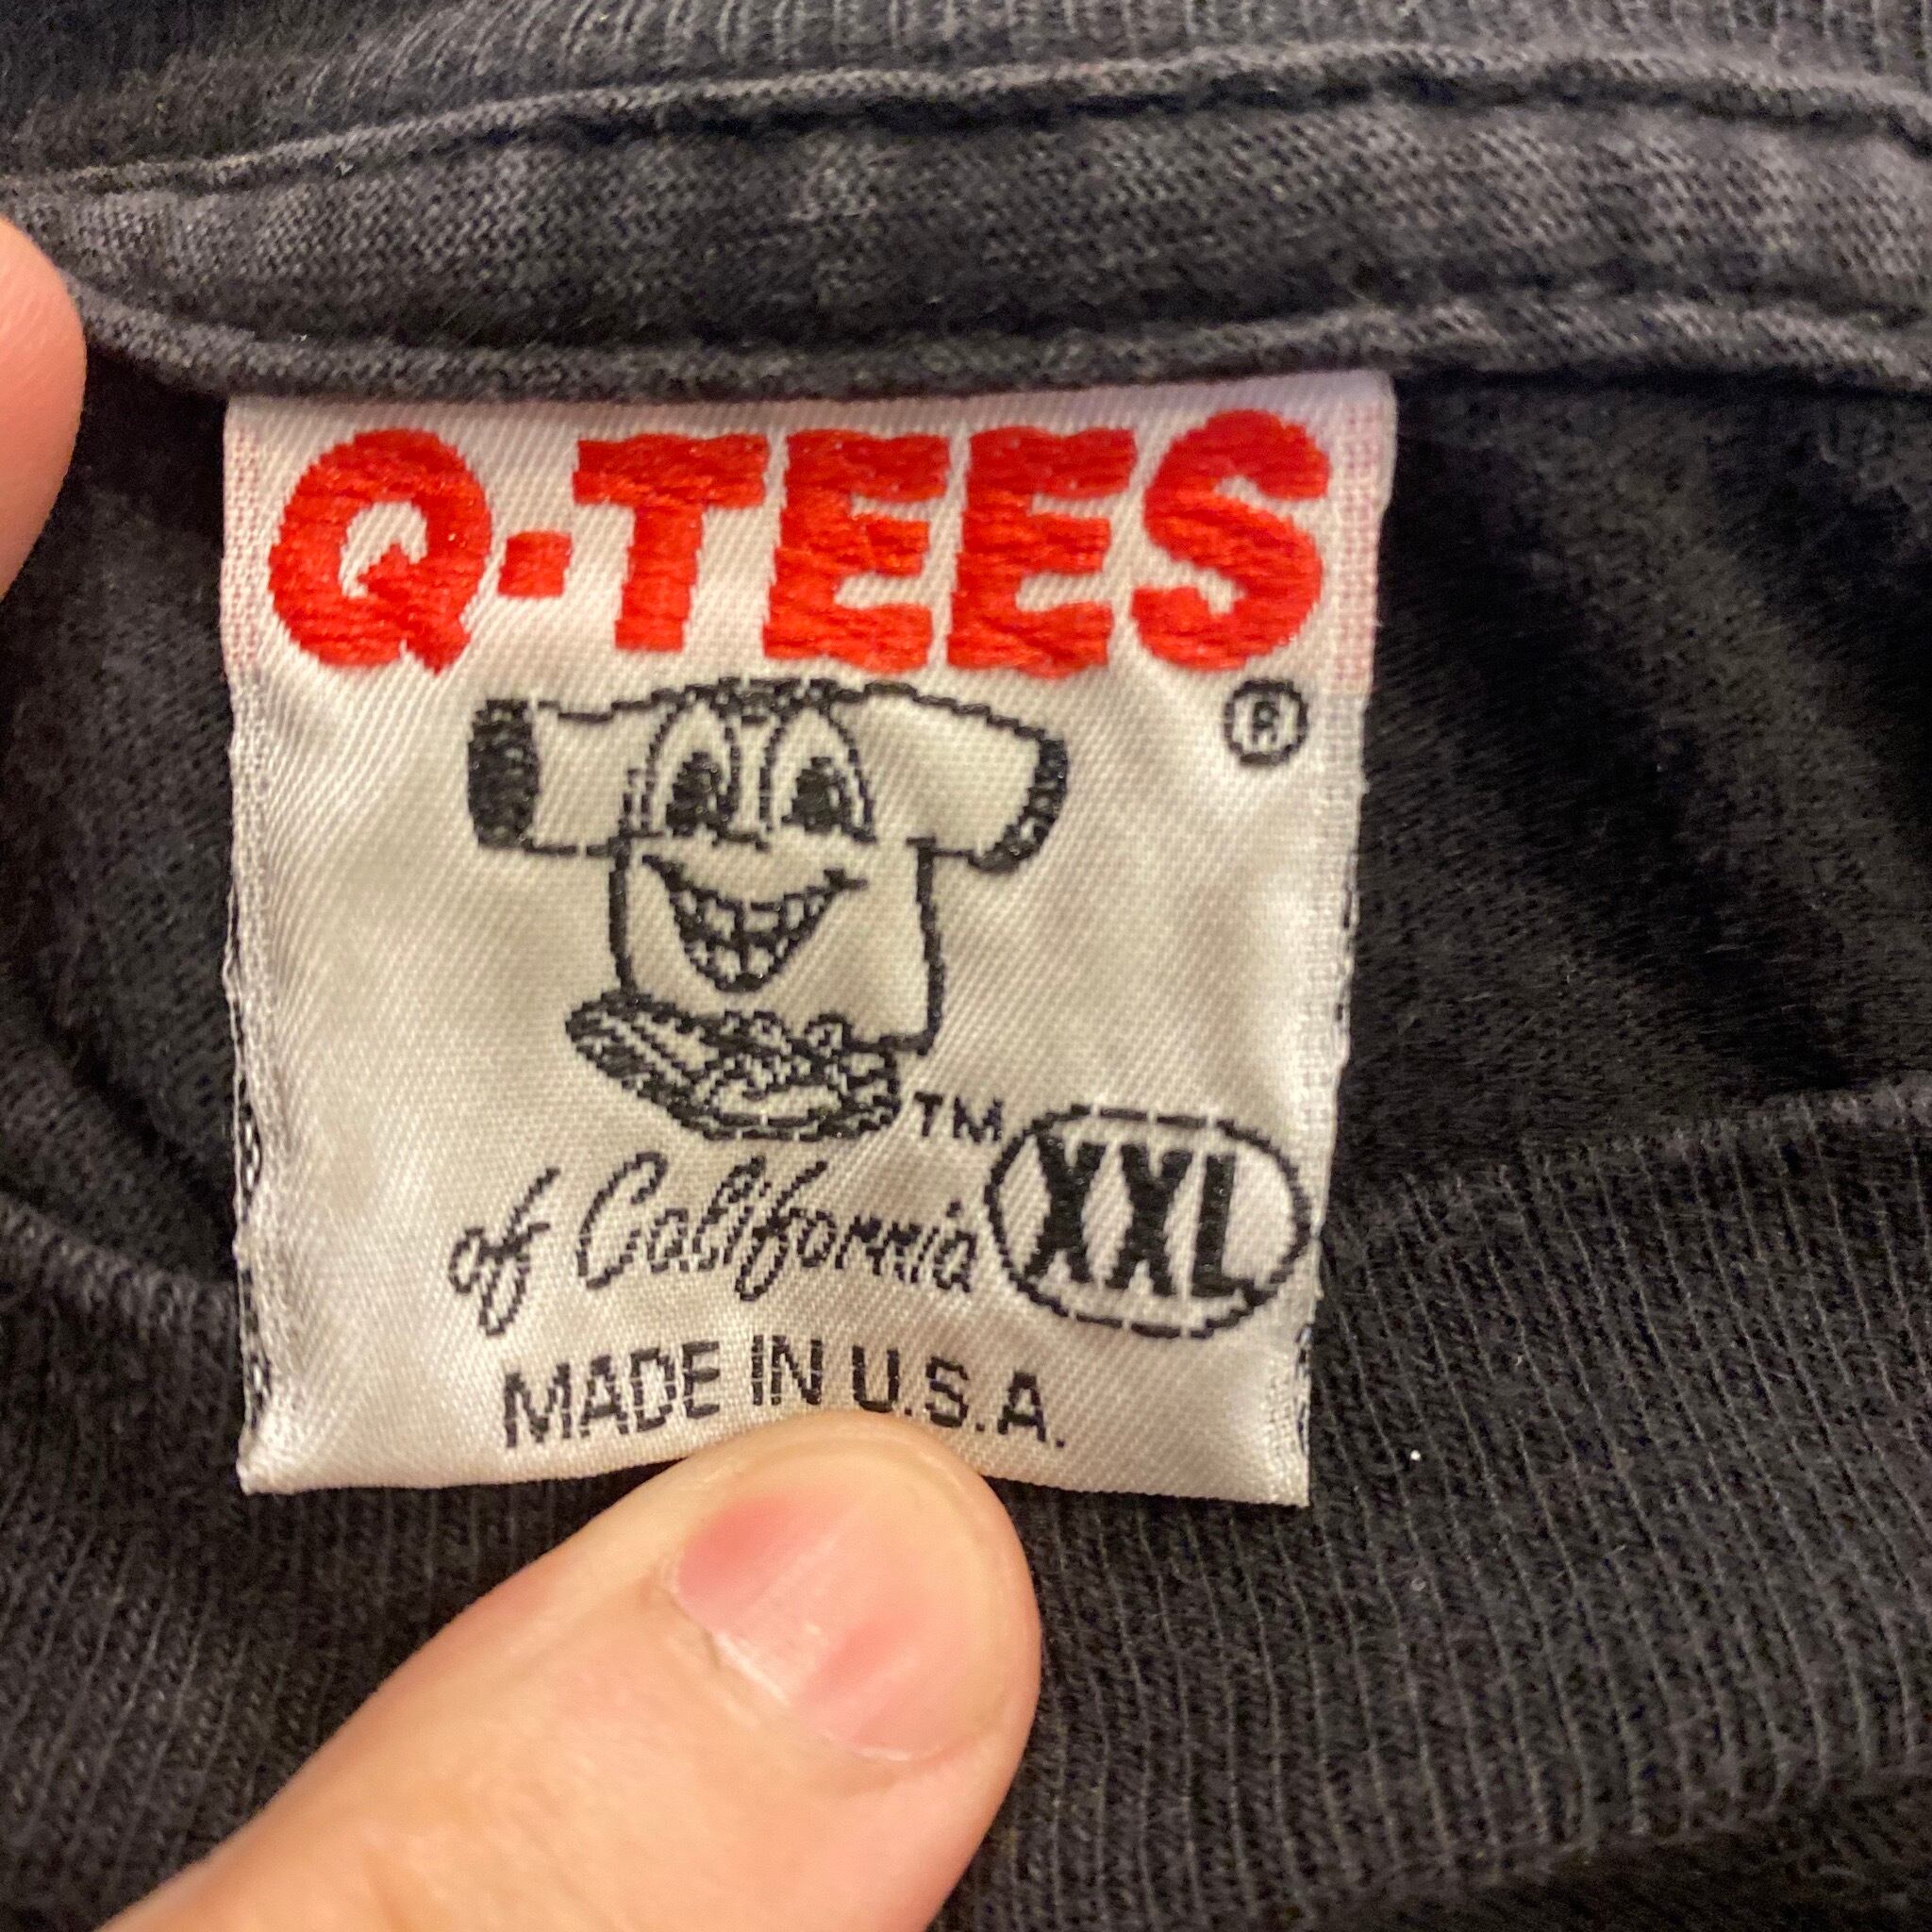 Q-TEES
®
TM
of California XXL
MADE IN U.S.A.